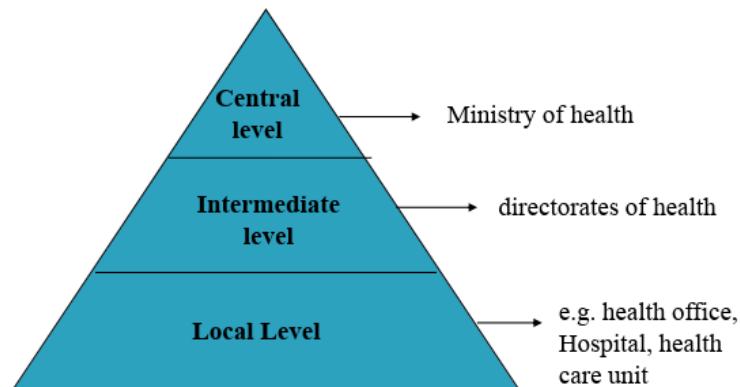 Central
level
Ministry of health
Intermediate
level
directorates of health
Local Level
e.g. health office,
Hospital, health
care unit